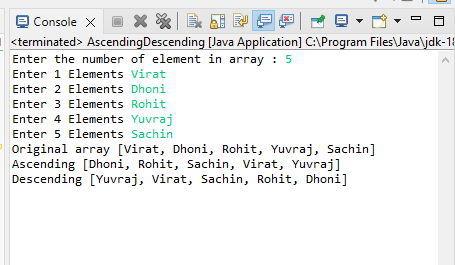 Console
<terminated> AscendingDescending [Java Application] C:\Program Files\Java\jdk-18
Enter the number of element in array : 5
Enter 1 Elements Virat
Enter 2 Elements Dhoni
Enter 3 Elements Rohit
Enter 4 Elements Yuvraj
Enter 5 Elements Sachin
Original array [Virat, Dhoni, Rohit, Yuvraj, Sachin]
Ascending [Dhoni, Rohit, Sachin, Virat, Yuvraj]
Descending [Yuvraj, Virat, Sachin, Rohit, Dhoni]